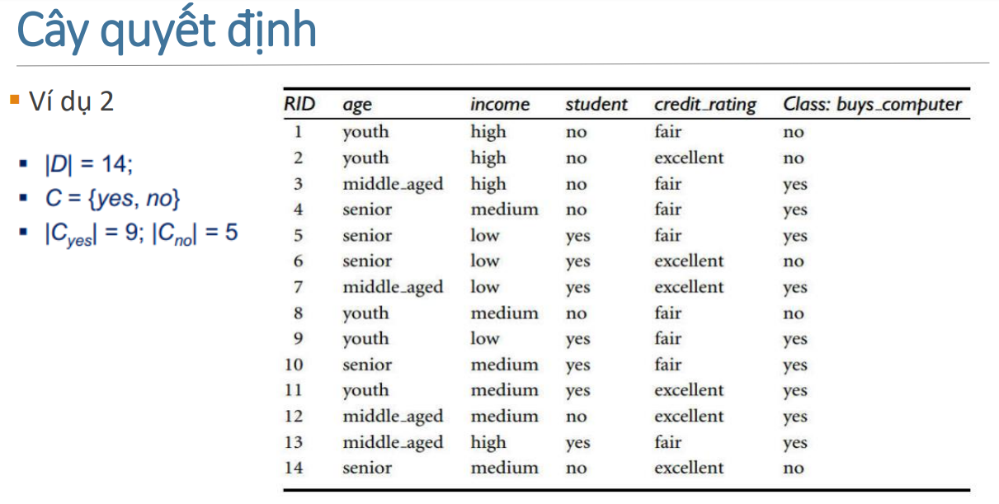 Cây quyết định
▪ Ví dụ 2
▪ |D| = 14;
▪ C = {yes, no}
▪ |Cyes| = 9; |Cno| = 5
RID age income student credit_rating Class: buys_computer
1 youth high no fair no
2 youth high no excellent no
3 middle_aged high no fair yes
4 senior medium no fair yes
5 senior low yes fair yes
6 senior low yes excellent no
7 middle_aged low yes excellent yes
8 youth medium no fair no
9 youth low yes fair yes
10 senior medium yes fair yes
11 youth medium yes excellent yes
12 middle_aged medium no excellent yes
13 middle_aged high yes fair yes
14 senior medium no excellent no